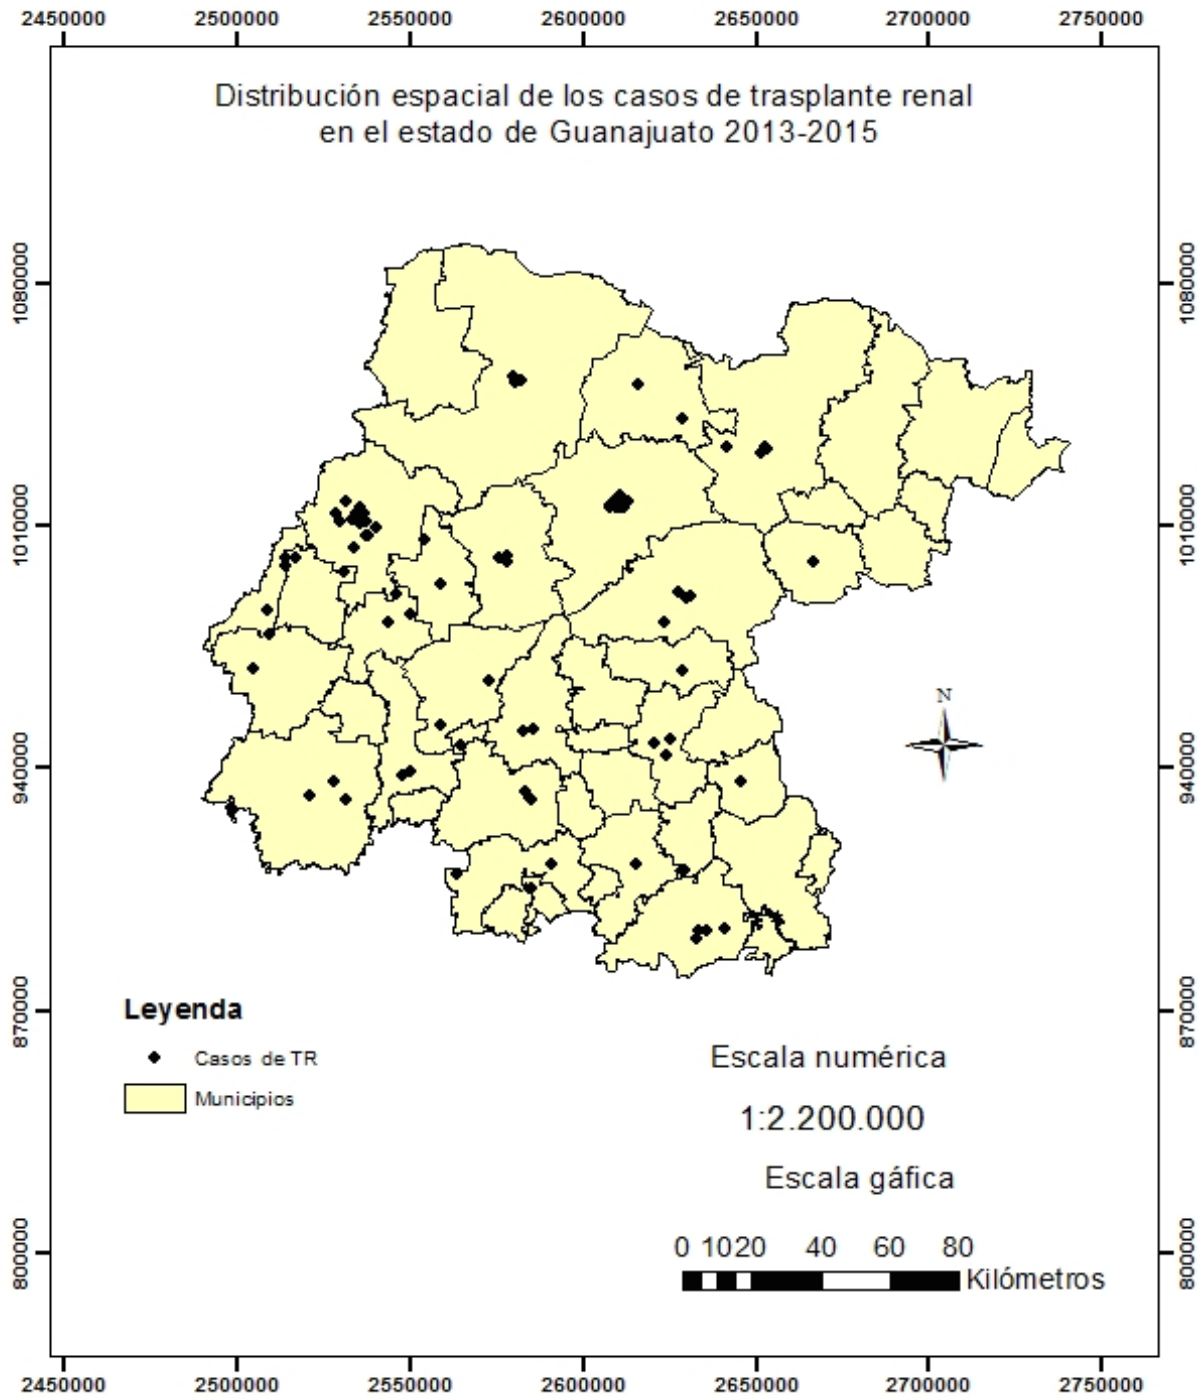 2450000 2500000 2550000 2600000 2650000 2700000 2750000
Distribución espacial de los casos de trasplante renal
en el estado de Guanajuato 2013-2015
1080000 1080000
1010000 1010000
N
940000 940000
870000 870000
Leyenda
Casos de TR
Municipios
Escala numérica
1:2.200.000
Escala gáfica
0 10 20 40 60 80
Kilómetros
800000 800000
2450000 2500000 2550000 2600000 2650000 2700000 2750000